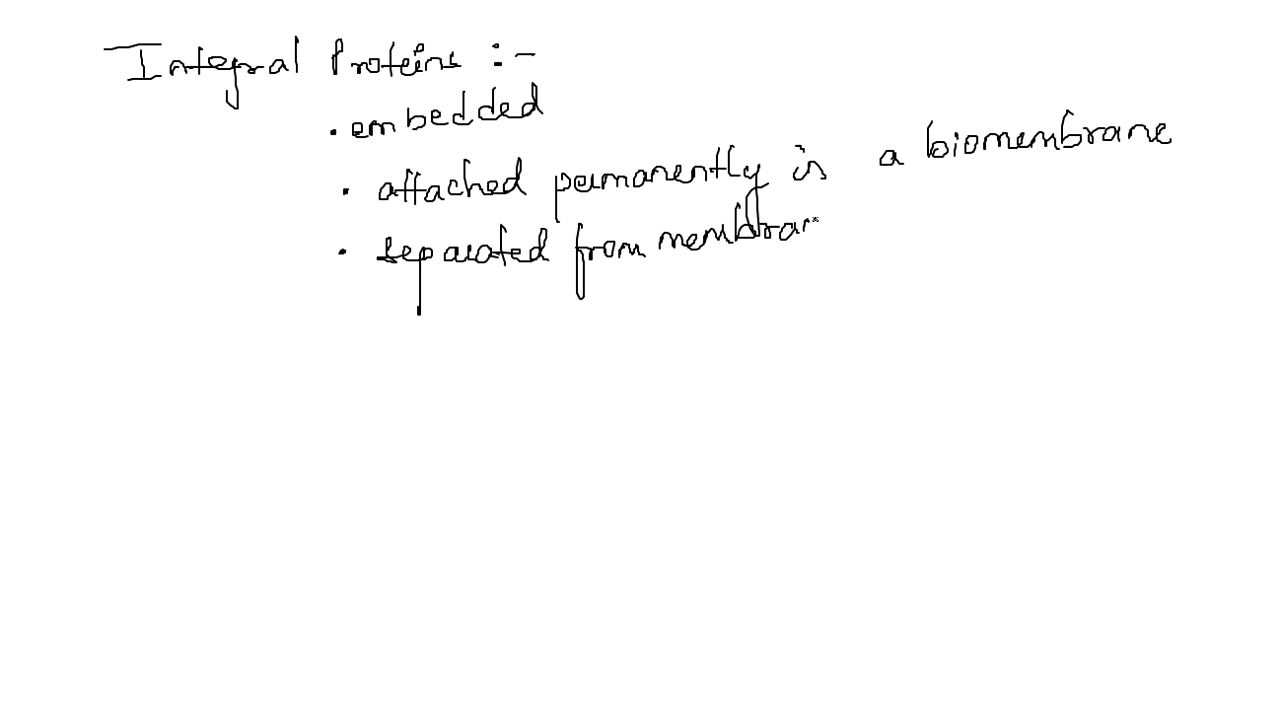 Integral Proteins :-
• embedded
• attached permanently is a biomembrane
• separated from membran